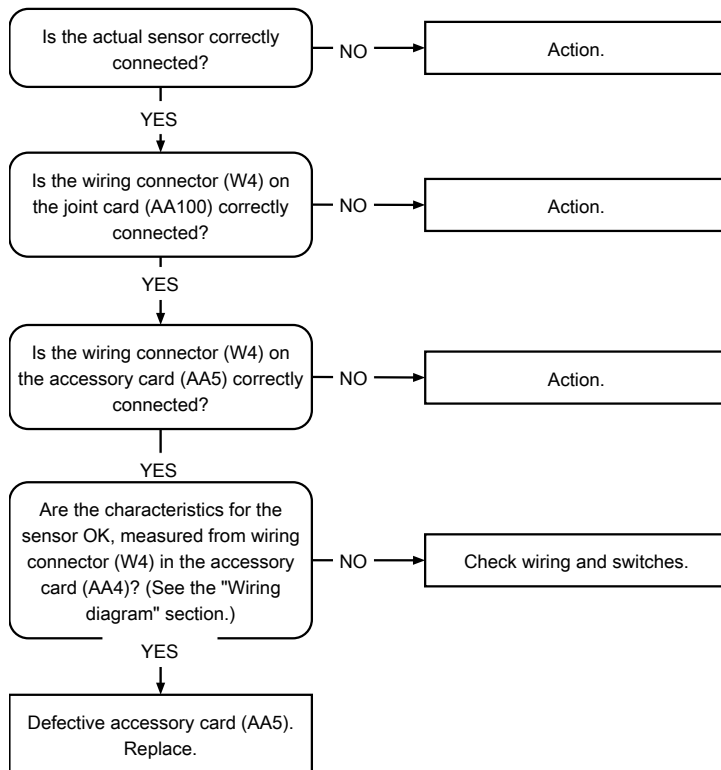 Is the actual sensor correctly
connected?
NO
Action.
YES
Is the wiring connector (W4) on
the joint card (AA100) correctly
connected?
NO
Action.
YES
Is the wiring connector (W4) on
the accessory card (AA5) correctly
connected?
NO
Action.
YES
Are the characteristics for the
sensor OK, measured from wiring
connector (W4) in the accessory
card (AA4)? (See the "Wiring
diagram" section.)
NO
Check wiring and switches.
YES
Defective accessory card (AA5).
Replace.